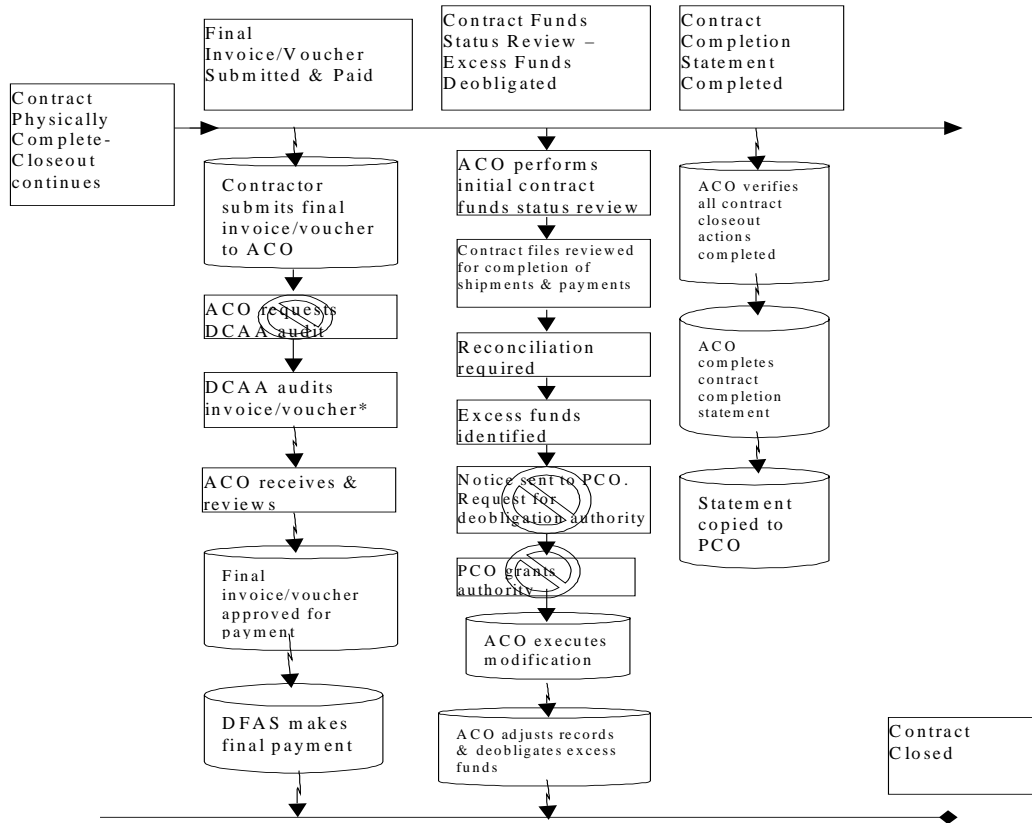 Contract
Physically
Complete-
Closeout
continues
Final
Invoice/Voucher
Submitted & Paid
Contract Funds
Status Review –
Excess Funds
Deobligated
Contract
Completion
Statement
Completed
Contractor
submits final
invoice/voucher
to ACO
ACO requests
DCAA audit
DCAA audits
invoice/voucher*
ACO receives &
reviews
Final
invoice/voucher
approved for
payment
DFAS makes
final payment
ACO performs
initial contract
funds status review
Contract files reviewed
for completion of
shipments & payments
Reconciliation
required
Excess funds
identified
Notice sent to PCO.
Request for
deobligation authority
PCO grants
authority
ACO executes
modification
ACO adjusts records
& deobligates excess
funds
ACO verifies
all contract
closeout
actions
completed
ACO
completes
contract
completion
statement
Statement
copied to
PCO
Contract
Closed